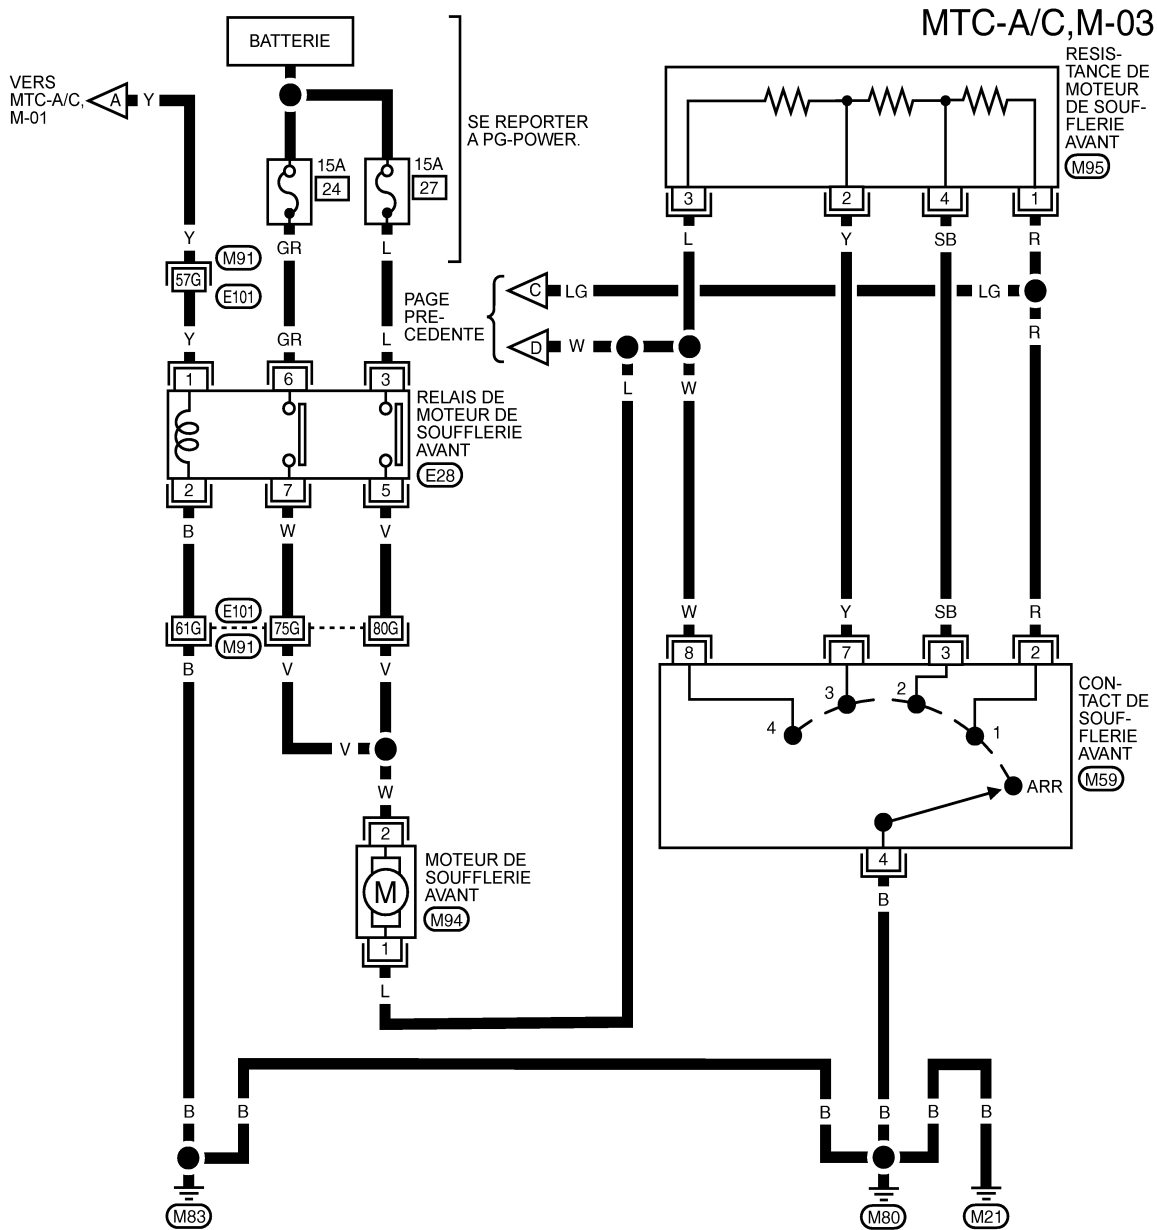 MTC-A/C,M-03
BATTERIE
VERS
MTC-A/C,
M-01
A
Y
15A
24
15A
27
SE REPORTER
A PG-POWER.
RESIS-
TANCE DE
MOTEUR
DE SOUF-
FLERIE
AVANT
M95
3
2
4
1
L
Y
SB
R
Y
GR
L
M91
57G
E101
C
LG
LG
PAGE
PRE-
CEDENTE
D
W
R
Y
GR
L
L
W
1
6
3
RELAIS DE
MOTEUR DE
SOUFFLERIE
AVANT
E28
2
7
5
B
W
V
E101
61G
75G
80G
M91
B
V
V
W
Y
SB
R
8
7
3
2
CON-
TACT DE
SOUF-
FLERIE
AVANT
M59
4
3
2
1
ARR
4
B
V
W
2
M
MOTEUR DE
SOUFFLERIE
AVANT
M94
1
L
B
B
B
B
B
B
M83
M80
M21